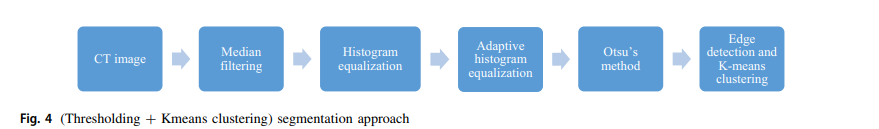 CT image
Median
filtering
Histogram
equalization
Adaptive
histogram
equalization
Otsu's
method
Edge
detection and
K-means
clustering
Fig. 4 (Thresholding + Kmeans clustering) segmentation approach